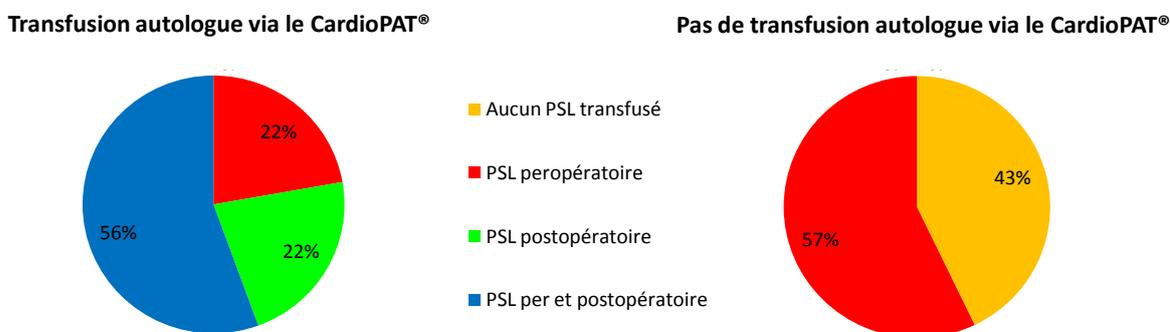 Transfusion autologue via le CardioPAT®
Pas de transfusion autologue via le CardioPAT®
22%
22%
56%
Aucun PSL transfusé
PSL peropératoire
PSL postopératoire
PSL per et postopératoire
43%
57%